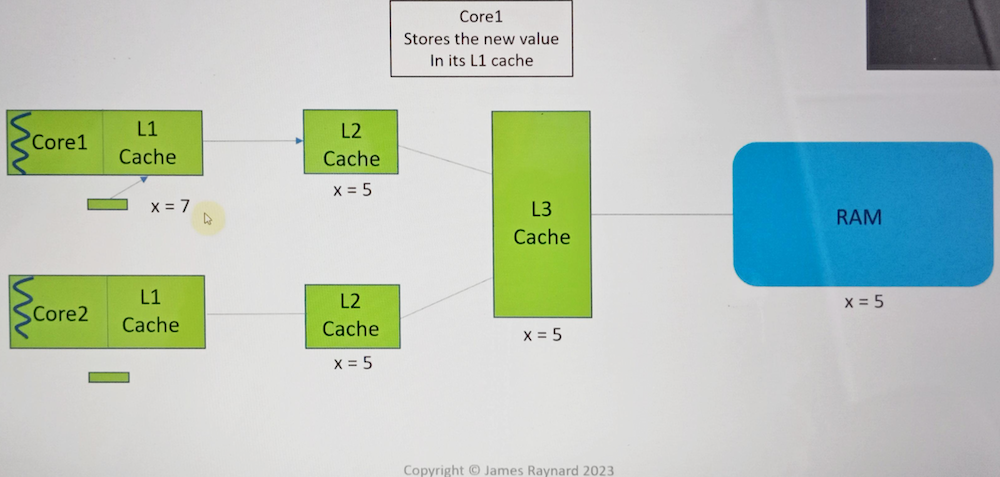 Core1
Stores the new value
In its L1 cache
Core1
L1
Cache
L2
Cache
x = 5
x = 7
L3
Cache
x = 5
RAM
x = 5
Core2
L1
Cache
L2
Cache
x = 5
Copyright © James Raynard 2023